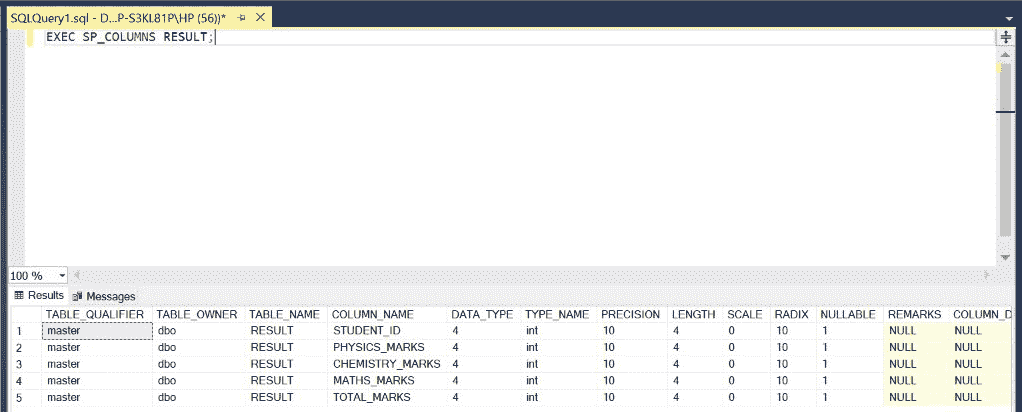 SQLQuery1.sql - D...P-S3KL81P\HP (56))*
EXEC SP_COLUMNS RESULT;
100 %
Results Messages
TABLE_QUALIFIER TABLE_OWNER TABLE_NAME COLUMN_NAME DATA_TYPE TYPE_NAME PRECISION LENGTH SCALE RADIX NULLABLE REMARKS COLUMN_D
1 master dbo RESULT STUDENT_ID 4 int 10 4 0 10 1 NULL NULL
2 master dbo RESULT PHYSICS_MARKS 4 int 10 4 0 10 1 NULL NULL
3 master dbo RESULT CHEMISTRY_MARKS 4 int 10 4 0 10 1 NULL NULL
4 master dbo RESULT MATHS_MARKS 4 int 10 4 0 10 1 NULL NULL
5 master dbo RESULT TOTAL_MARKS 4 int 10 4 0 10 1 NULL NULL